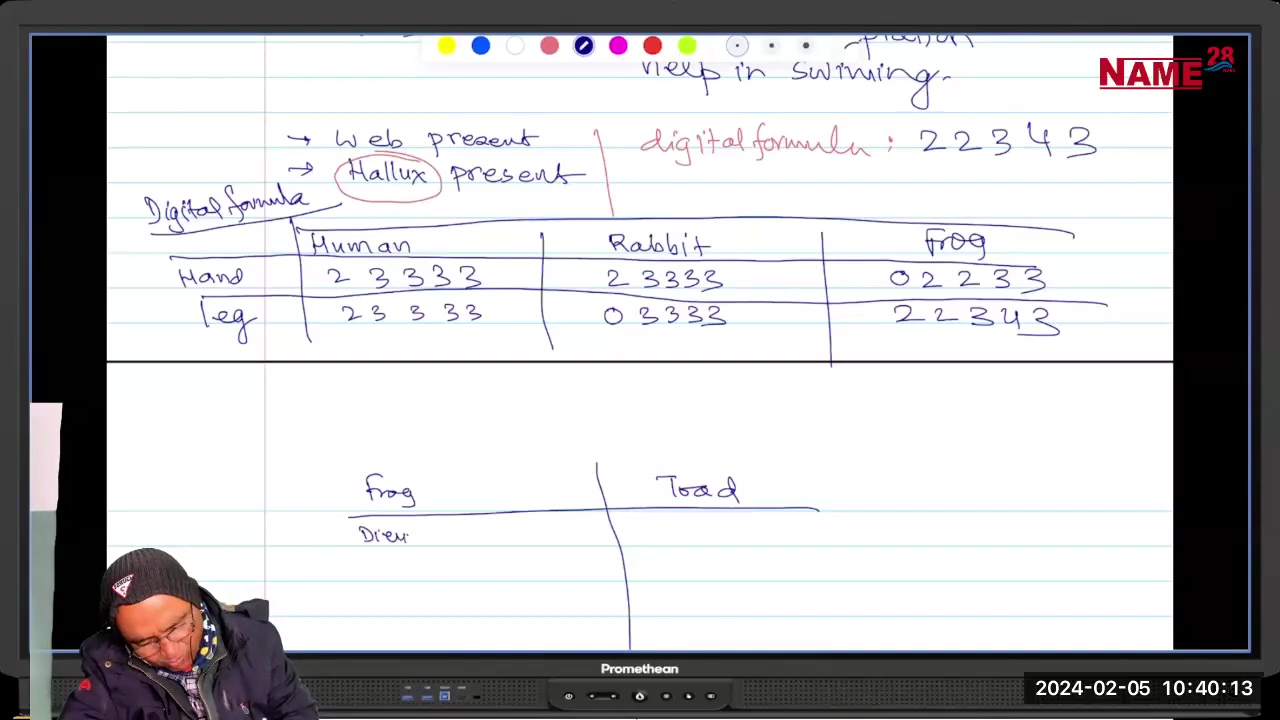 plation
NAME 28
Help in swiming.
→ Web present
digital formula : 2 2 3 4 3
→ Hallux present
Digital formula
Human Rabbit Frog
Hand 2 3 3 3 3 2 3 3 3 3 0 2 2 3 3
Leg 2 3 3 3 3 0 3 3 3 3 2 2 3 4 3
Frog Toad
Promethean
2024-02-05 10:40:13